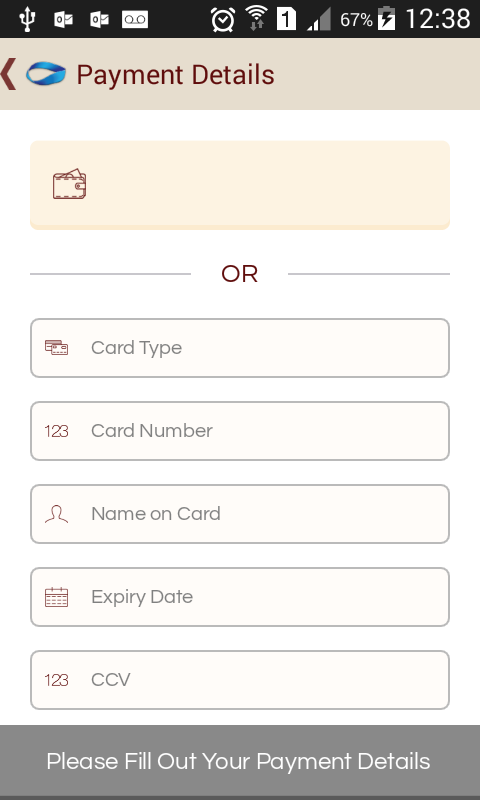 1 67% 12:38
Payment Details
OR
Card Type
123 Card Number
Name on Card
Expiry Date
123 CCV
Please Fill Out Your Payment Details